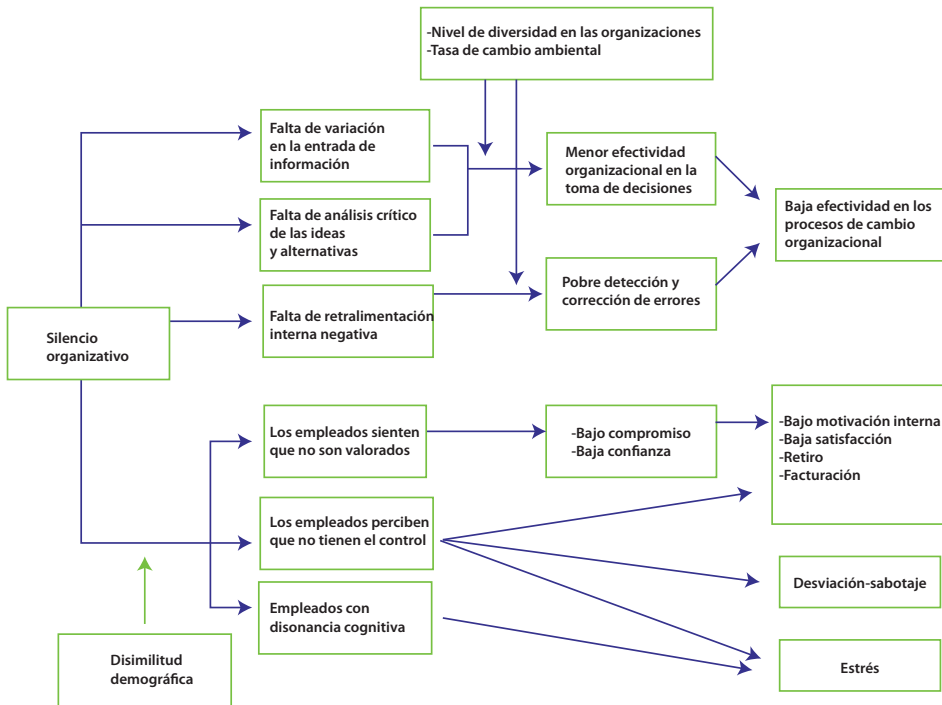 -Nivel de diversidad en las organizaciones
-Tasa de cambio ambiental
Falta de variación
en la entrada de
información
Menor efectividad
organizacional en la
toma de decisiones
Falta de análisis crítico
de las ideas
y alternativas
Baja efectividad en los
procesos de cambio
organizacional
Pobre detección y
corrección de errores
Falta de retralimentación
interna negativa
Silencio
organizativo
Los empleados sienten
que no son valorados
-Bajo compromiso
-Baja confianza
-Bajo motivación interna
-Baja satisfacción
-Retiro
-Facturación
Los empleados perciben
que no tienen el control
Desviación-sabotaje
Empleados con
disonancia cognitiva
Disimilitud
demográfica
Estrés